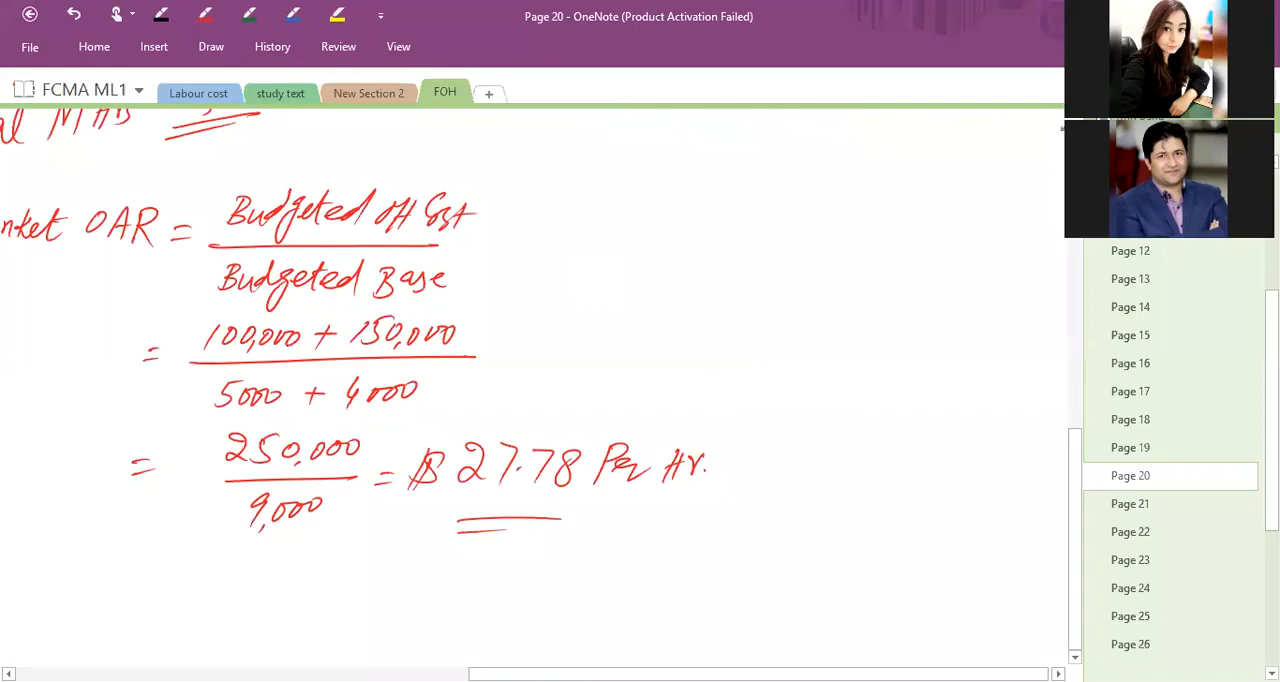 Page 20 - OneNote (Product Activation Failed)
File Home Insert Draw History Review View
FCMA ML1 Labour cost study text New Section 2 FOH
al
nket OAR = Budgeted OH Cost
Budgeted Base
= 100,000 + 150,000
5000 + 4000
= 250,000
9,000
= $ 27.78 Per Hr.
Page 12
Page 13
Page 14
Page 15
Page 16
Page 17
Page 18
Page 19
Page 20
Page 21
Page 22
Page 23
Page 24
Page 25
Page 26